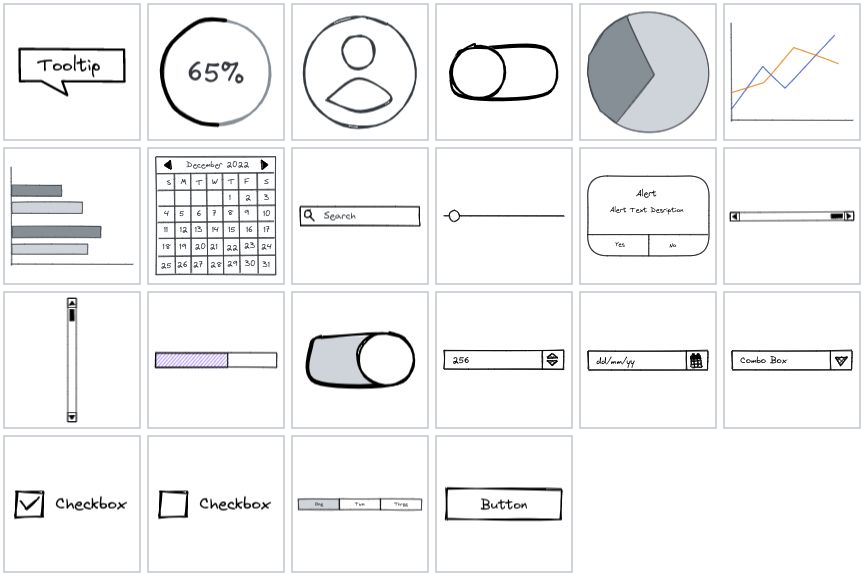 Tooltip
65%
December 2022
S M T W T F S
1 2 3
4 5 6 7 8 9 10
11 12 13 14 15 16 17
18 19 20 21 22 23 24
25 26 27 28 29 30 31
Search
Alert
Alert Text Desription
Yes No
256
dd/mm/yy
Combo Box
Checkbox
Checkbox
One Two Three
Button